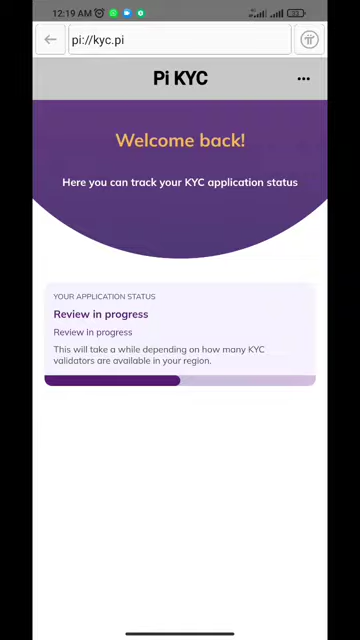 12:19 AM
pi://kyc.pi
Pi KYC
Welcome back!
Here you can track your KYC application status
YOUR APPLICATION STATUS
Review in progress
Review in progress
This will take a while depending on how many KYC
validators are available in your region.